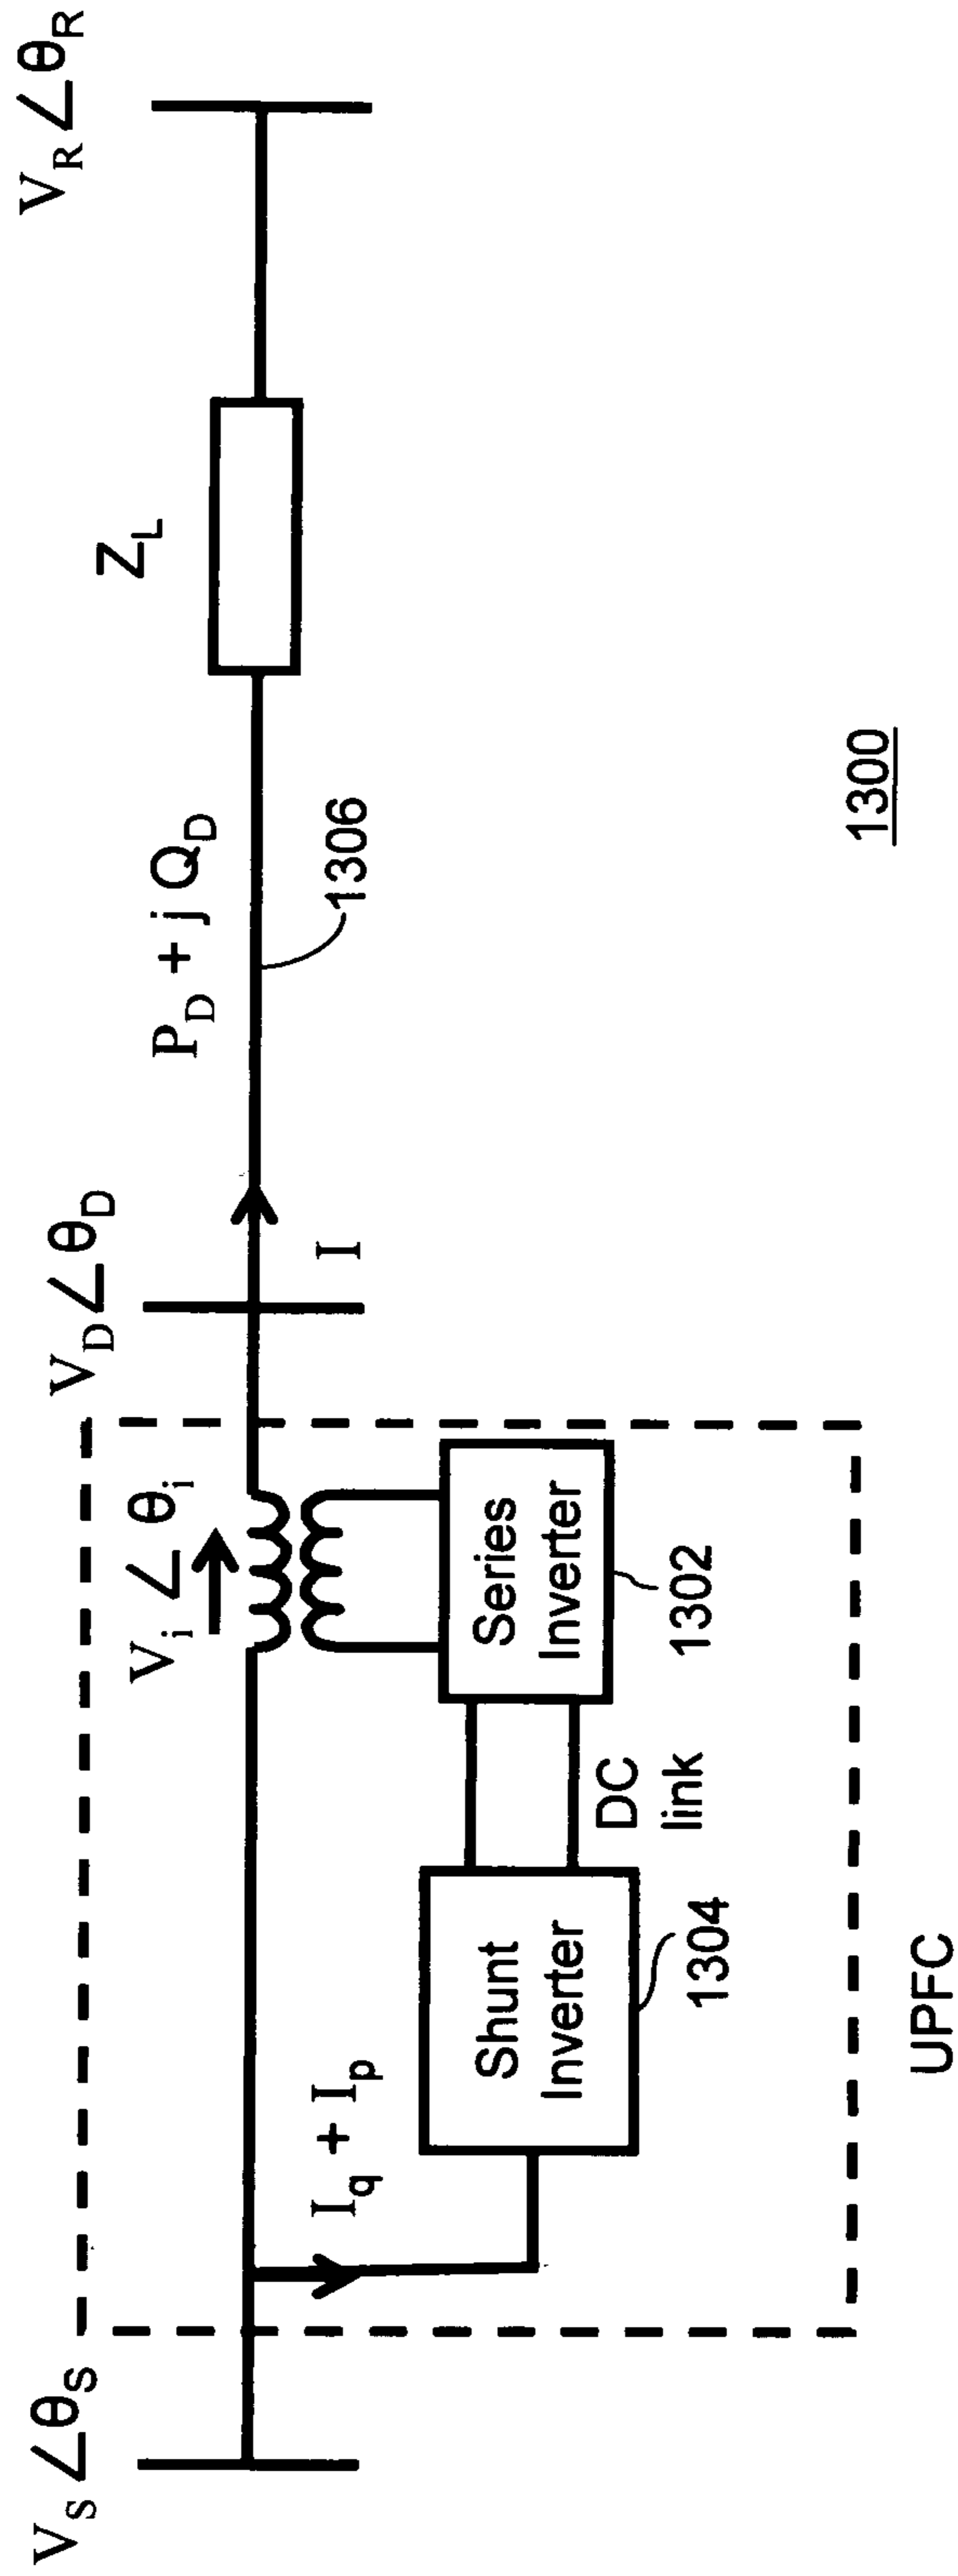 V_S∠θ_S
V_i∠θ_i
V_D∠θ_D
P_D + j Q_D
Z_L
V_R∠θ_R
I_q + I_p
I
1306
Shunt
Inverter
1304
DC
link
Series
Inverter
1302
UPFC
1300